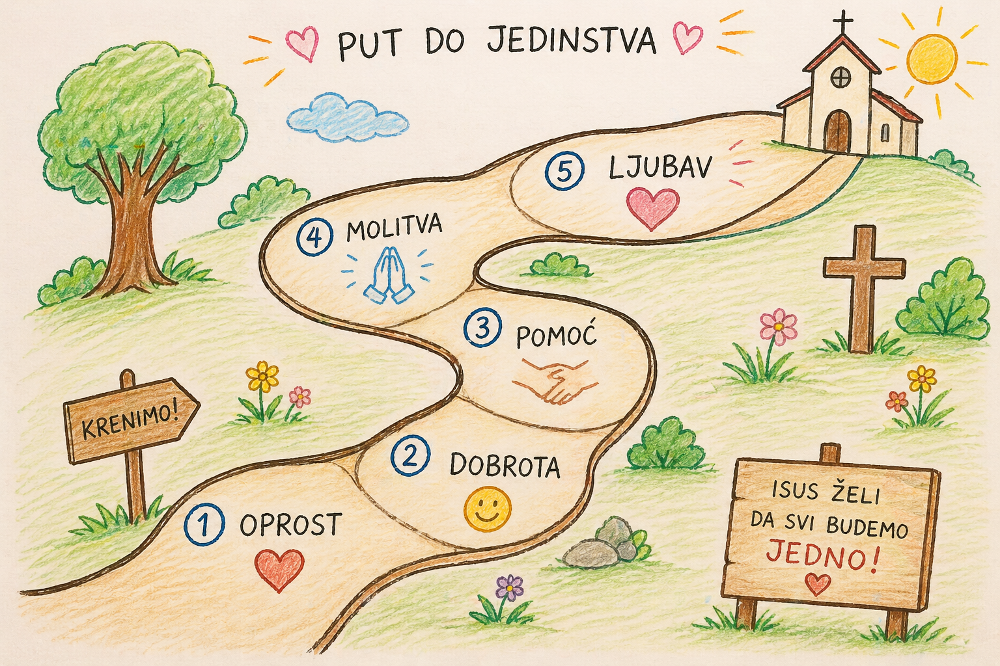 PUT DO JEDINSTVA
5 LJUBAV
4 MOLITVA
3 POMOĆ
KRENIMO!
2 DOBROTA
1 OPROST
ISUS ŽELI
DA SVI BUDEMO
JEDNO!